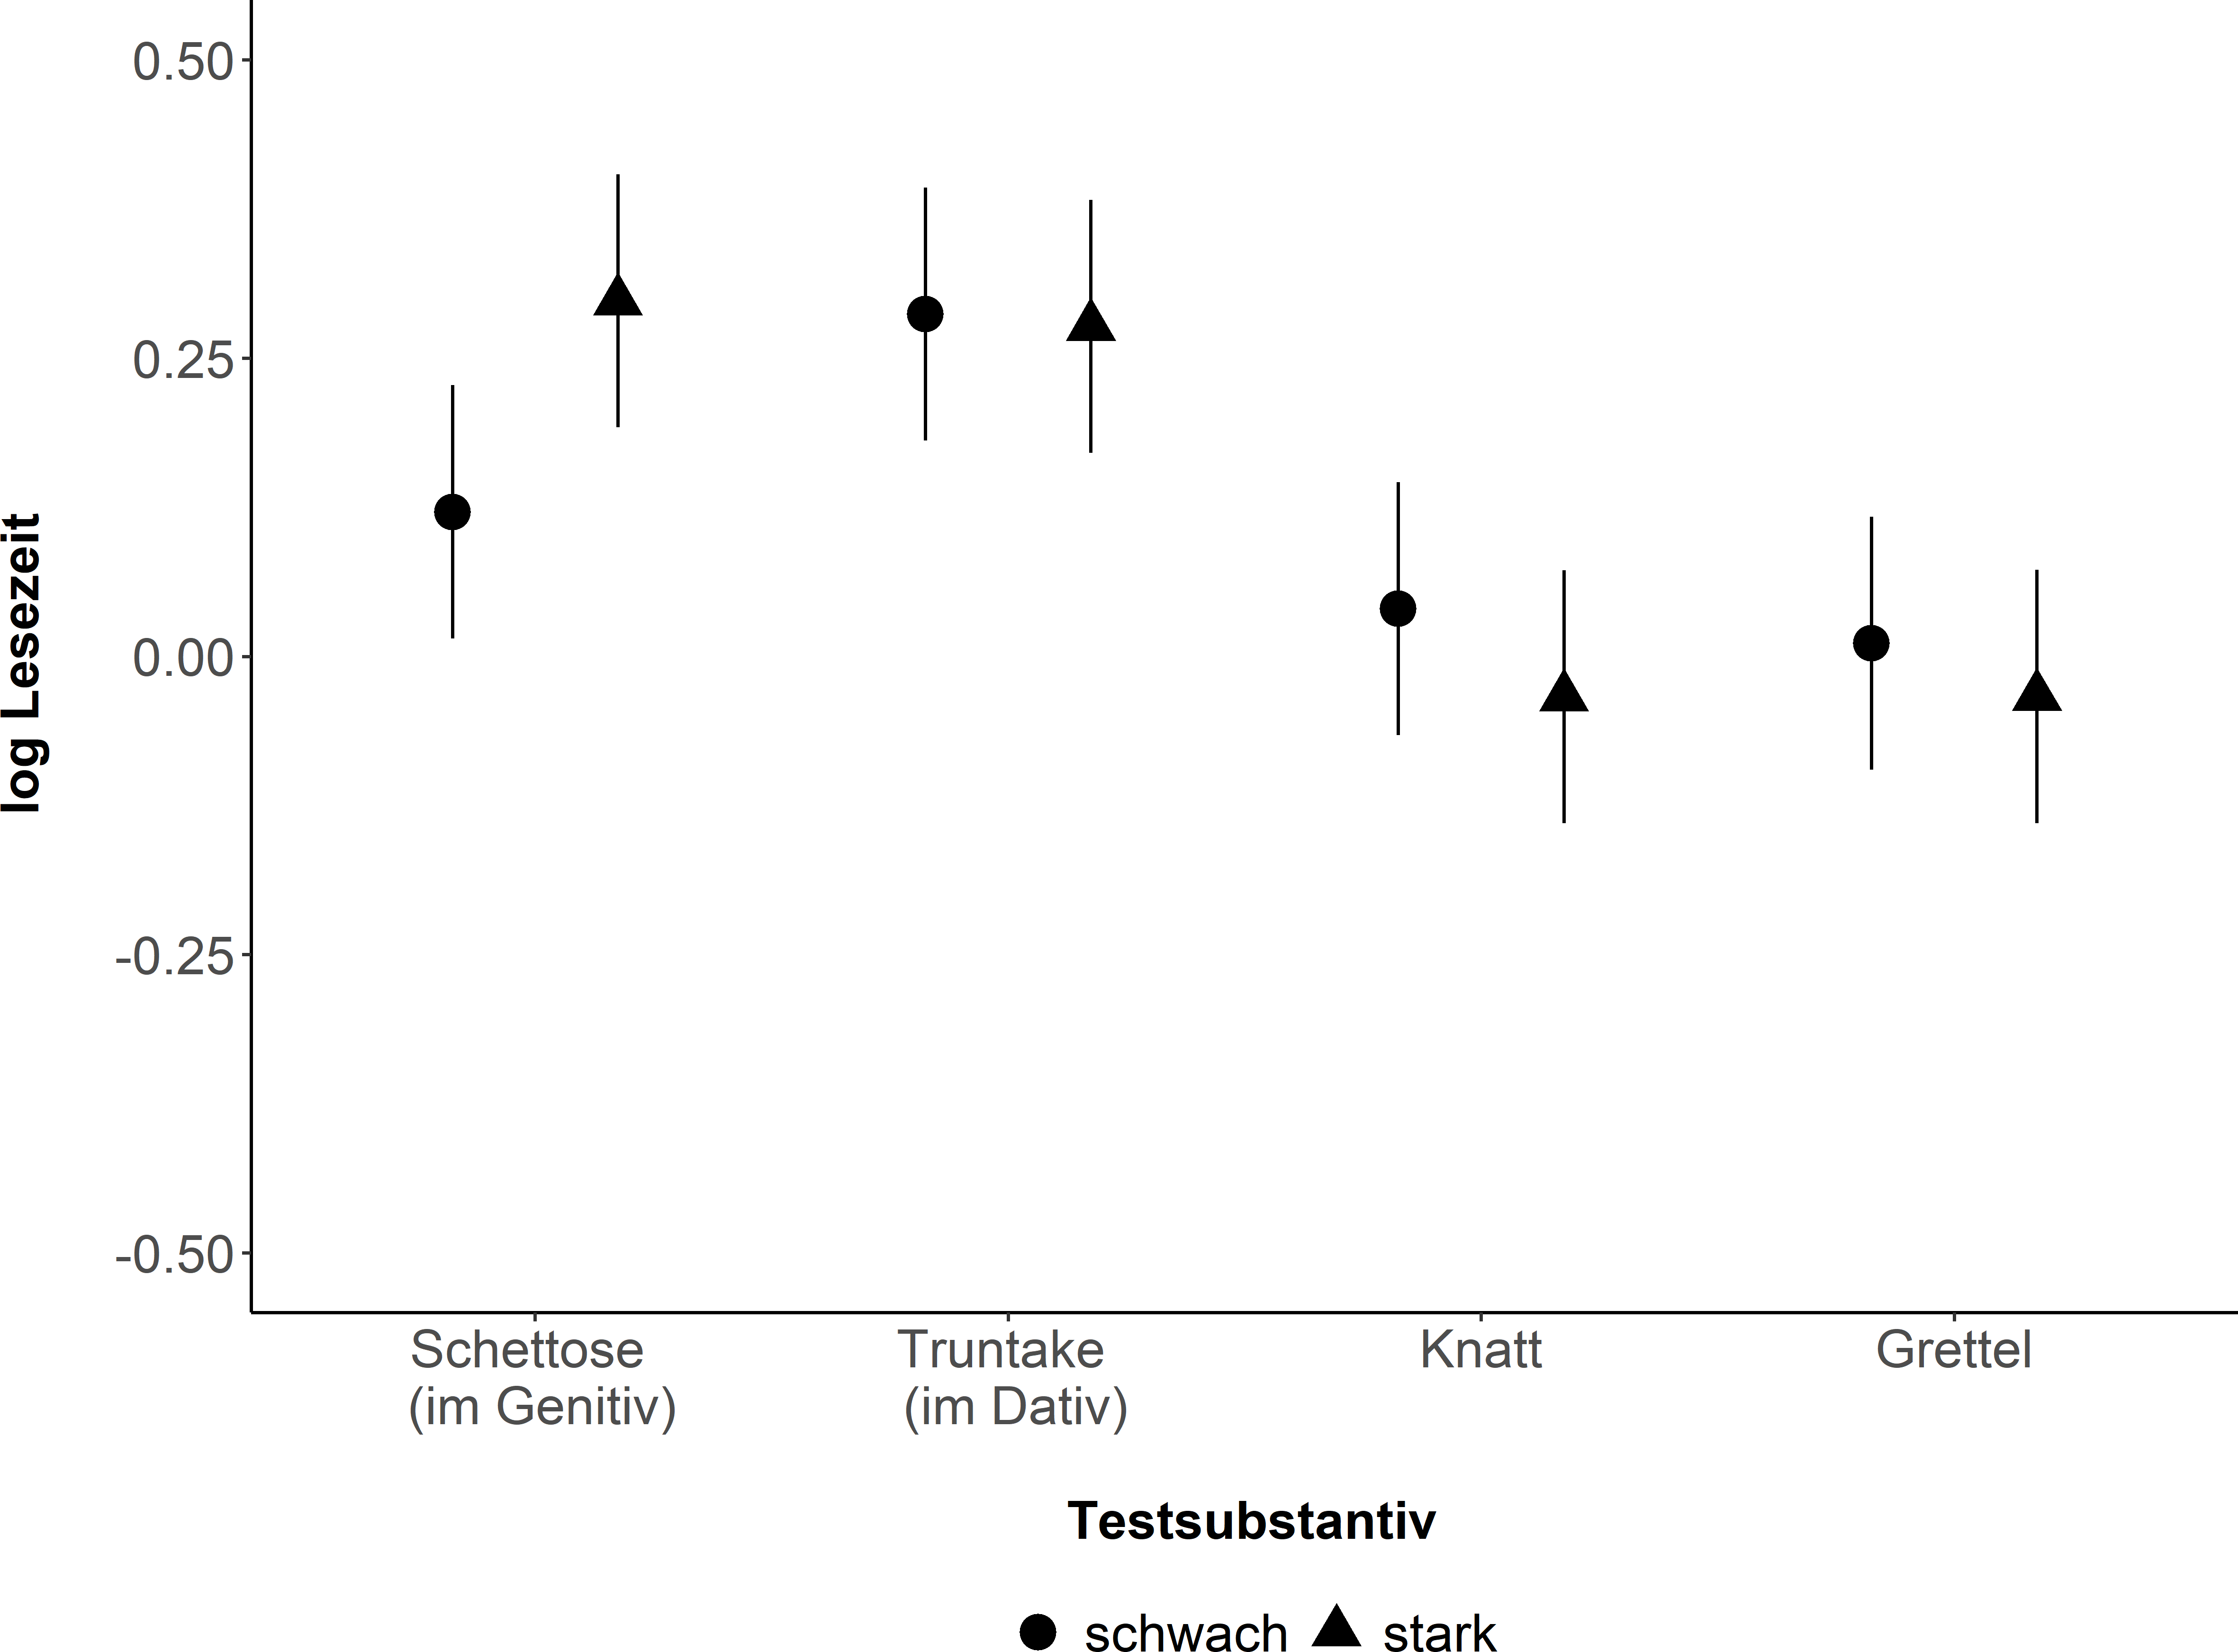 log Lesezeit
0.50
0.25
0.00
-0.25
-0.50
Schettose
(im Genitiv)
Truntake
(im Dativ)
Knatt
Grettel
Testsubstantiv
schwach stark